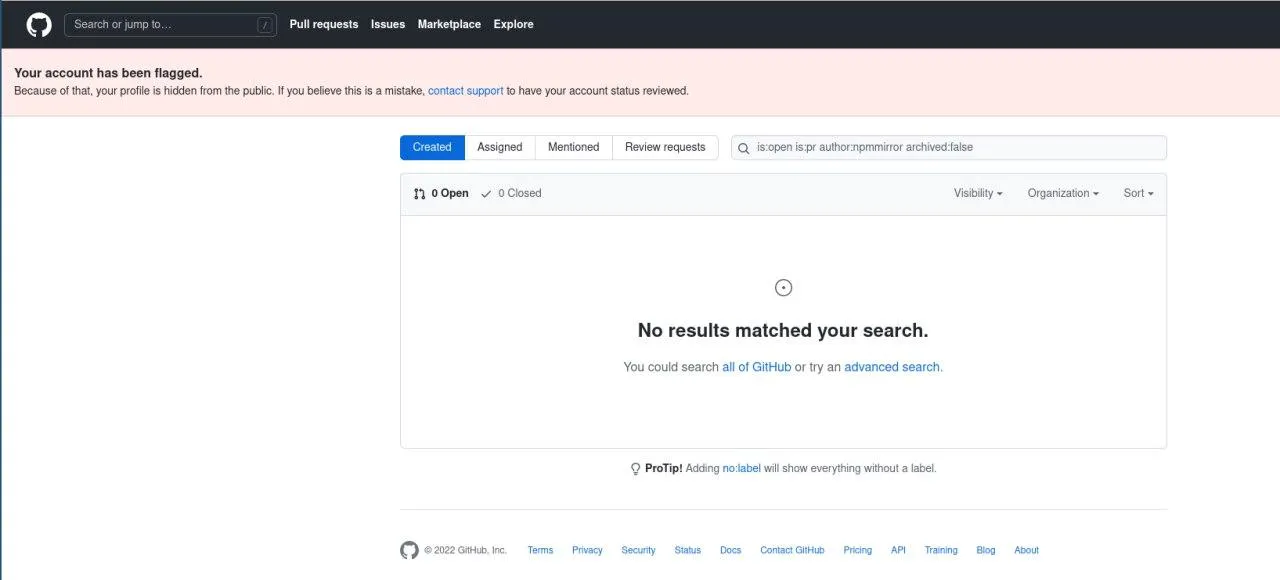 Search or jump to… / Pull requests Issues Marketplace Explore
Your account has been flagged.
Because of that, your profile is hidden from the public. If you believe this is a mistake, contact support to have your account status reviewed.
Created Assigned Mentioned Review requests is:open is:pr author:npmmirror archived:false
0 Open 0 Closed Visibility Organization Sort
No results matched your search.
You could search all of GitHub or try an advanced search.
ProTip! Adding no:label will show everything without a label.
© 2022 GitHub, Inc. Terms Privacy Security Status Docs Contact GitHub Pricing API Training Blog About